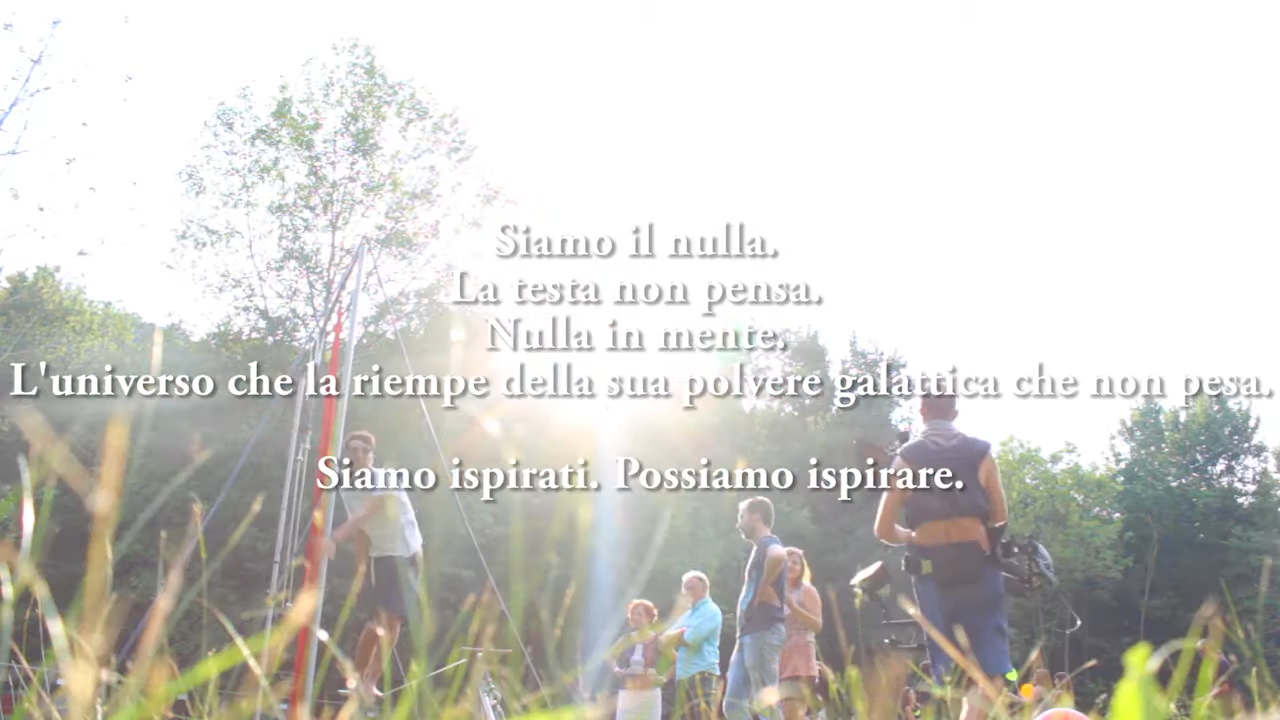 Siamo il nulla.
La testa non pensa.
Nulla in mente.
L'universo che la riempe della sua polvere galattica che non pesa.
Siamo ispirati. Possiamo ispirare.